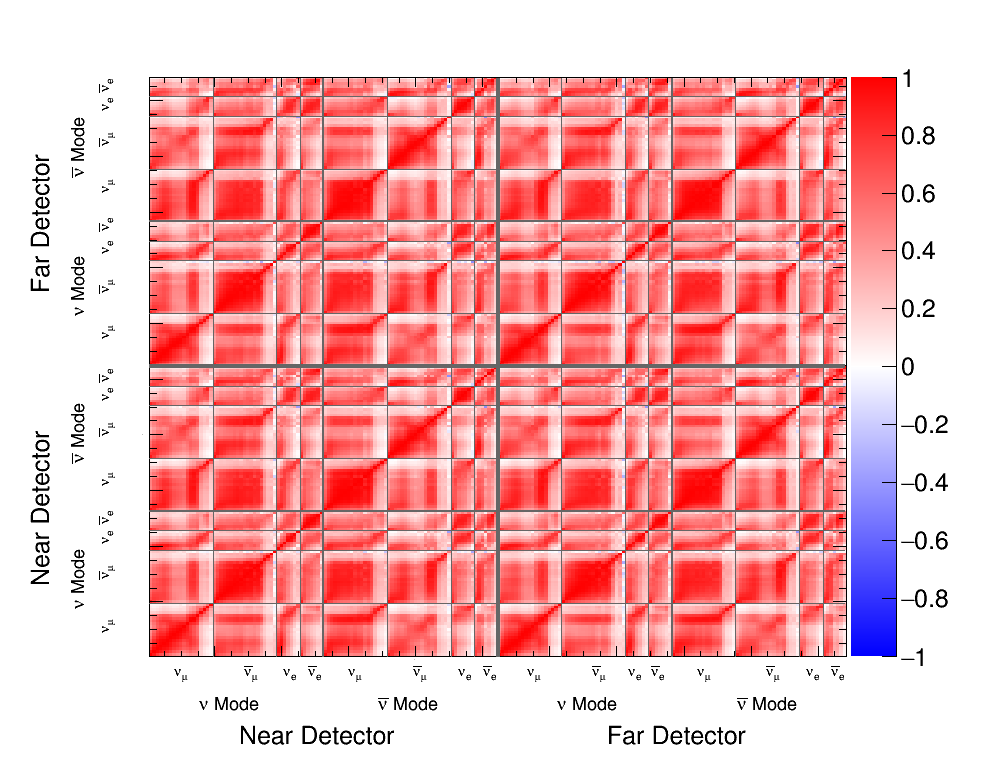 Far Detector
ν̅ Mode
ν̅e
νe
ν̅μ
νμ
ν Mode
ν̅e
νe
ν̅μ
νμ
Near Detector
ν̅ Mode
ν̅e
νe
ν̅μ
νμ
ν Mode
ν̅e
νe
ν̅μ
νμ
1
0.8
0.6
0.4
0.2
0
−0.2
−0.4
−0.6
−0.8
−1
νμ ν̅μ νe ν̅e νμ ν̅μ νe ν̅e νμ ν̅μ νe ν̅e νμ ν̅μ νe ν̅e
ν Mode ν̅ Mode ν Mode ν̅ Mode
Near Detector Far Detector